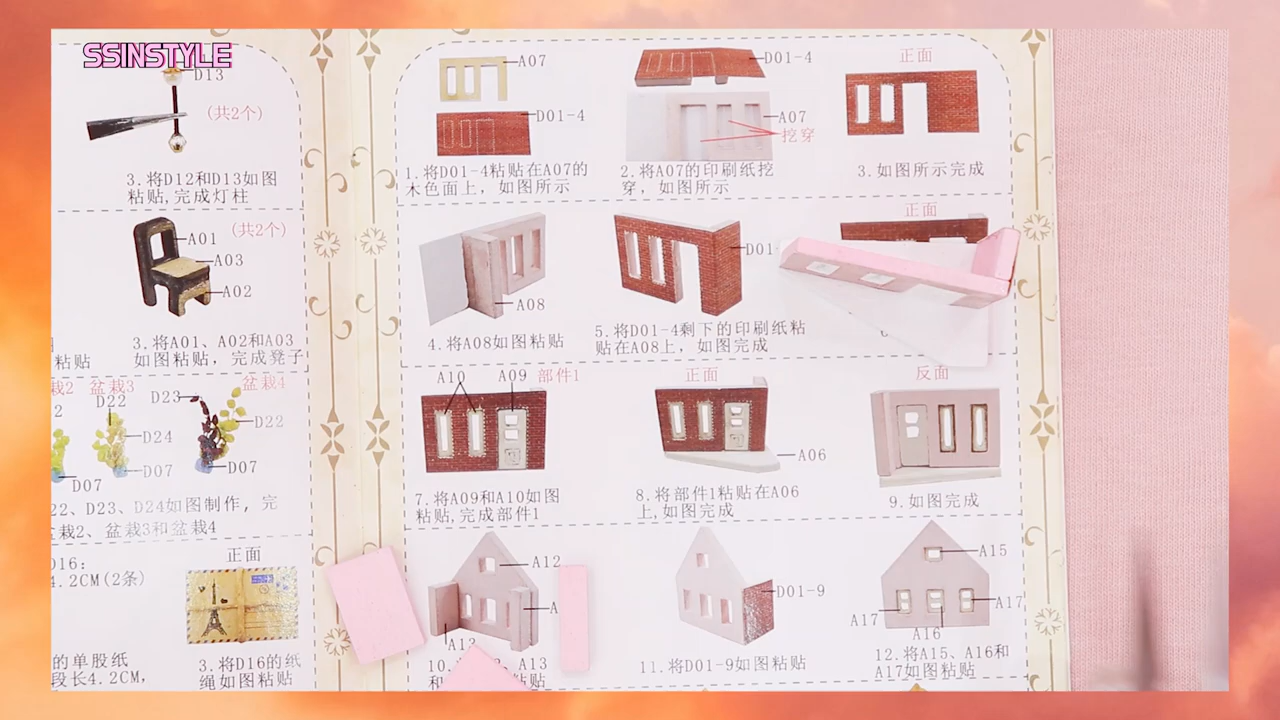 SSINSTYLE
D13
(共2个)
3.将D12和D13如图
粘贴,完成灯柱
A01
(共2个)
A03
A02
3.将A01、A02和A03
如图粘贴，完成凳子
粘贴
栽2
盆栽3
盆栽4
D22
D23
D22
D24
D07
D07
D07
22、D23、D24如图制作，完
盆栽2、盆栽3和盆栽4
D16:
4.2CM(2条)
正面
的单股纸
段长4.2CM,
3.将D16的纸
绳如图粘贴
A07
D01-4
1.将D01-4粘贴在A07的
木色面上，如图所示
D01-4
A07
挖穿
2.将A07的印刷纸挖
穿，如图所示
正面
3.如图所示完成
A08
4.将A08如图粘贴
D01-
5.将D01-4剩下的印刷纸粘
贴在A08上，如图完成
正面
A10
A09
部件1
7.将A09和A10如图
粘贴,完成部件1
正面
A06
8.将部件1粘贴在A06
上,如图完成
反面
9.如图完成
A12
A13
10.
A13
和
D01-9
11.将D01-9如图粘贴
A15
A17
A17
A16
12.将A15、A16和
A17如图粘贴